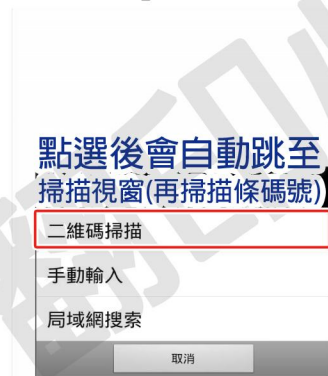 點選後會自動跳至
掃描視窗(再掃描條碼號)
二維碼掃描
手動輸入
局域網搜索
取消